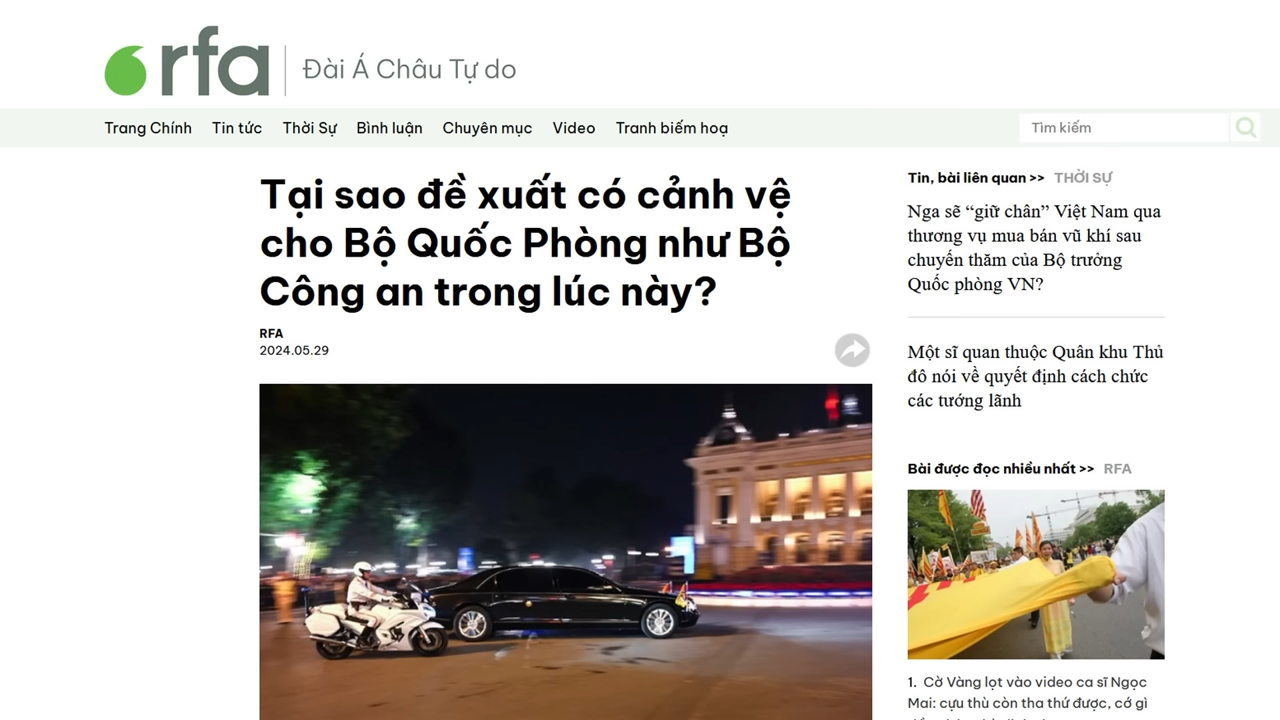 rfa
Đài Á Châu Tự do
Trang Chính Tin tức Thời Sự Bình luận Chuyên mục Video Tranh biếm hoạ
Tìm kiếm
Tại sao đề xuất có cảnh vệ
cho Bộ Quốc Phòng như Bộ
Công an trong lúc này?
RFA
2024.05.29
Tin, bài liên quan >> THỜI SỰ
Nga sẽ “giữ chân” Việt Nam qua
thương vụ mua bán vũ khí sau
chuyến thăm của Bộ trưởng
Quốc phòng VN?
Một sĩ quan thuộc Quân khu Thủ
đô nói về quyết định cách chức
các tướng lãnh
Bài được đọc nhiều nhất >> RFA
1. Cờ Vàng lọt vào video ca sĩ Ngọc
Mai: cựu thù còn tha thứ được, cớ gì